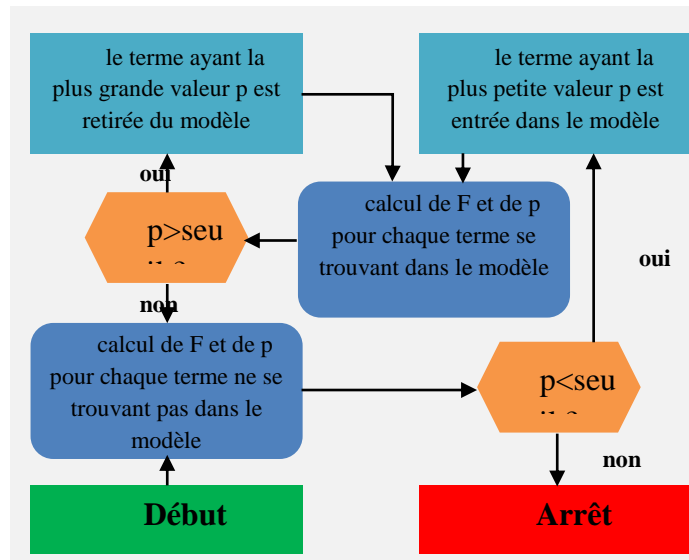 le terme ayant la
plus grande valeur p est
retirée du modèle
le terme ayant la
plus petite valeur p est
entrée dans le modèle
oui
p>seu
calcul de F et de p
pour chaque terme se
trouvant dans le modèle
oui
non
calcul de F et de p
pour chaque terme ne se
trouvant pas dans le
modèle
p<seu
non
Début
Arrêt